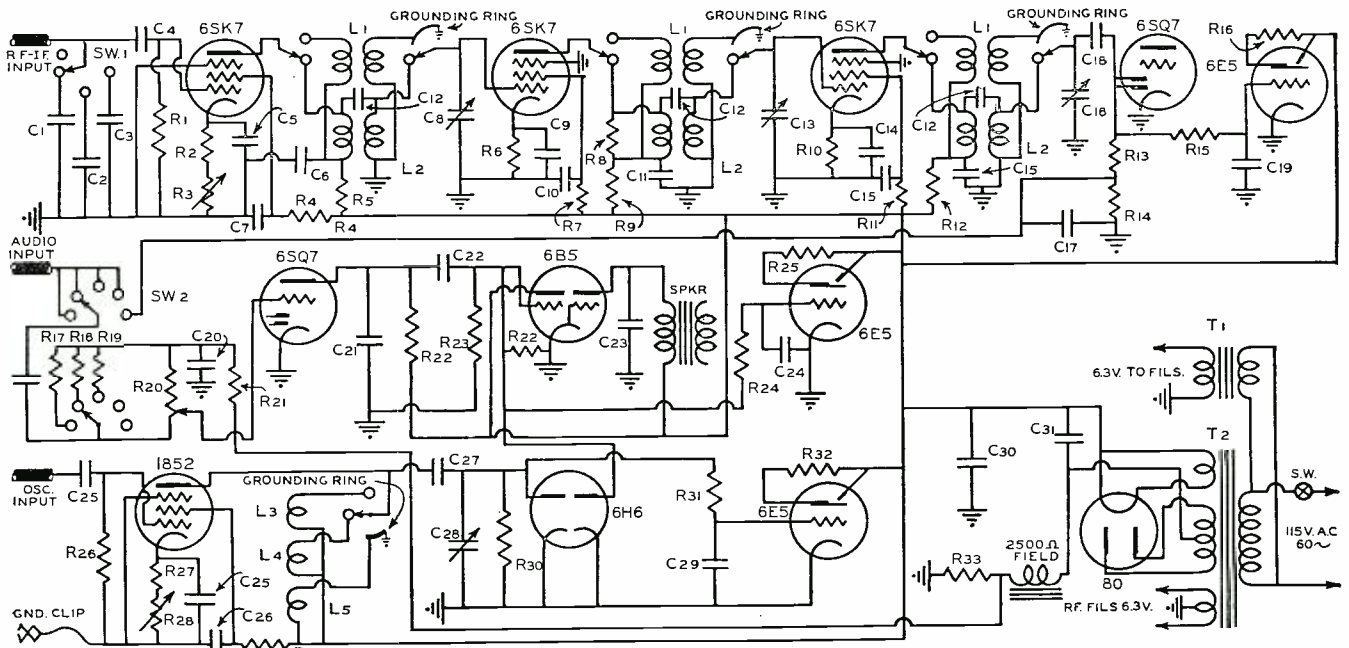 C4
6SK7
GROUNDING RING
L1
6SK7
L1
GROUNDING RING
6SK7
L1
GROUNDING RING
C18
6SQ7
R16
6E5
RF-I.F. INPUT
SW.1
C1
C2
C3
R1
R2
R3
C5
C6
C12
L2
C8
C9
R6
C10
R8
C11
C12
L2
C13
C14
R10
C15
C12
C15
L2
C18
R13
R14
R15
C19
C7
R4
R4
R5
R7
R9
R11
R12
C17
AUDIO INPUT
SW2
6SQ7
C22
6B5
SPKR
R25
6E5
R17
R18
R19
C20
R20
R21
C21
R22
R23
R22
C23
R24
C24
T1
6.3V. TO FILS.
T2
OSC. INPUT
C25
1852
GROUNDING RING
L3
L4
L5
C27
C28
R30
6H6
R31
C29
R32
6E5
C30
C31
S.W.
115V. A.C
60~
R26
R27
R28
C25
C26
GND. CLIP
R33
2500Ω FIELD
80
RF. FILS 6.3V.